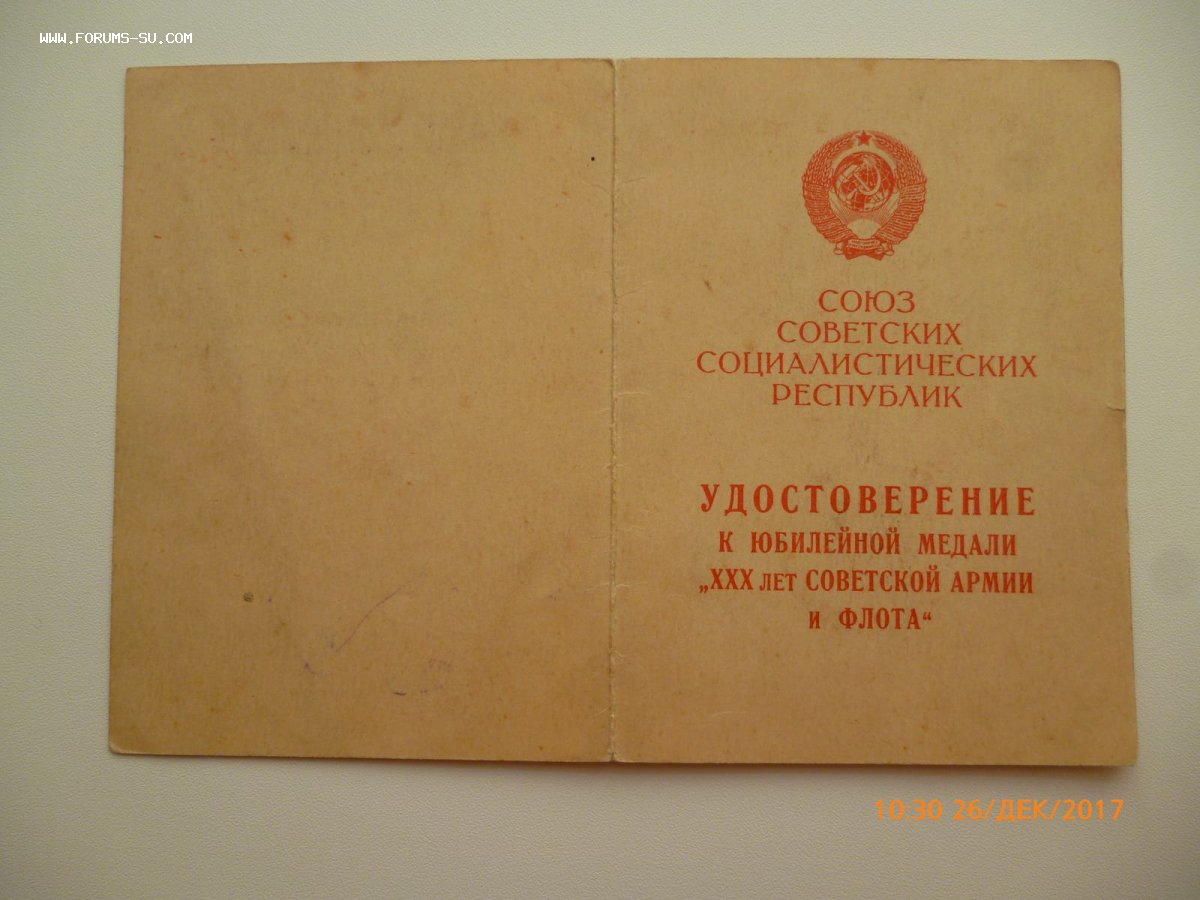 WWW.FORUMS-SU.COM
СОЮЗ
СОВЕТСКИХ
СОЦИАЛИСТИЧЕСКИХ
РЕСПУБЛИК
УДОСТОВЕРЕНИЕ
К ЮБИЛЕЙНОЙ МЕДАЛИ
„XXX ЛЕТ СОВЕТСКОЙ АРМИИ
И ФЛОТА“
10:30 26/ДЕК/2017